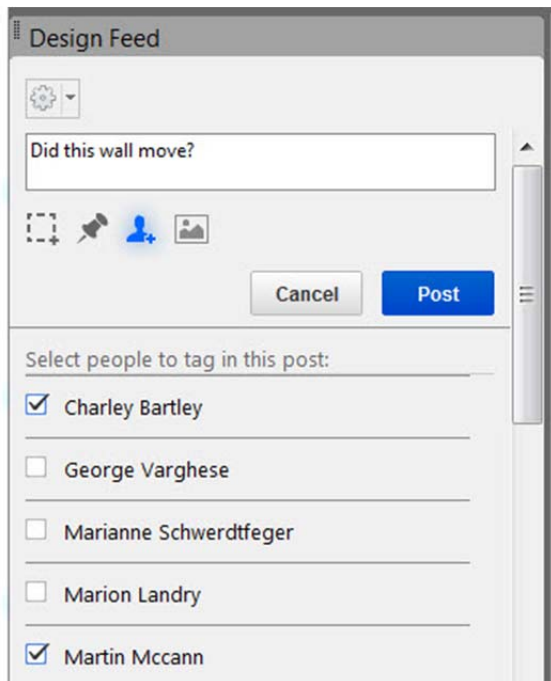 Design Feed
Did this wall move?
Cancel
Post
Select people to tag in this post:
Charley Bartley
George Varghese
Marianne Schwerdtfeger
Marion Landry
Martin Mccann